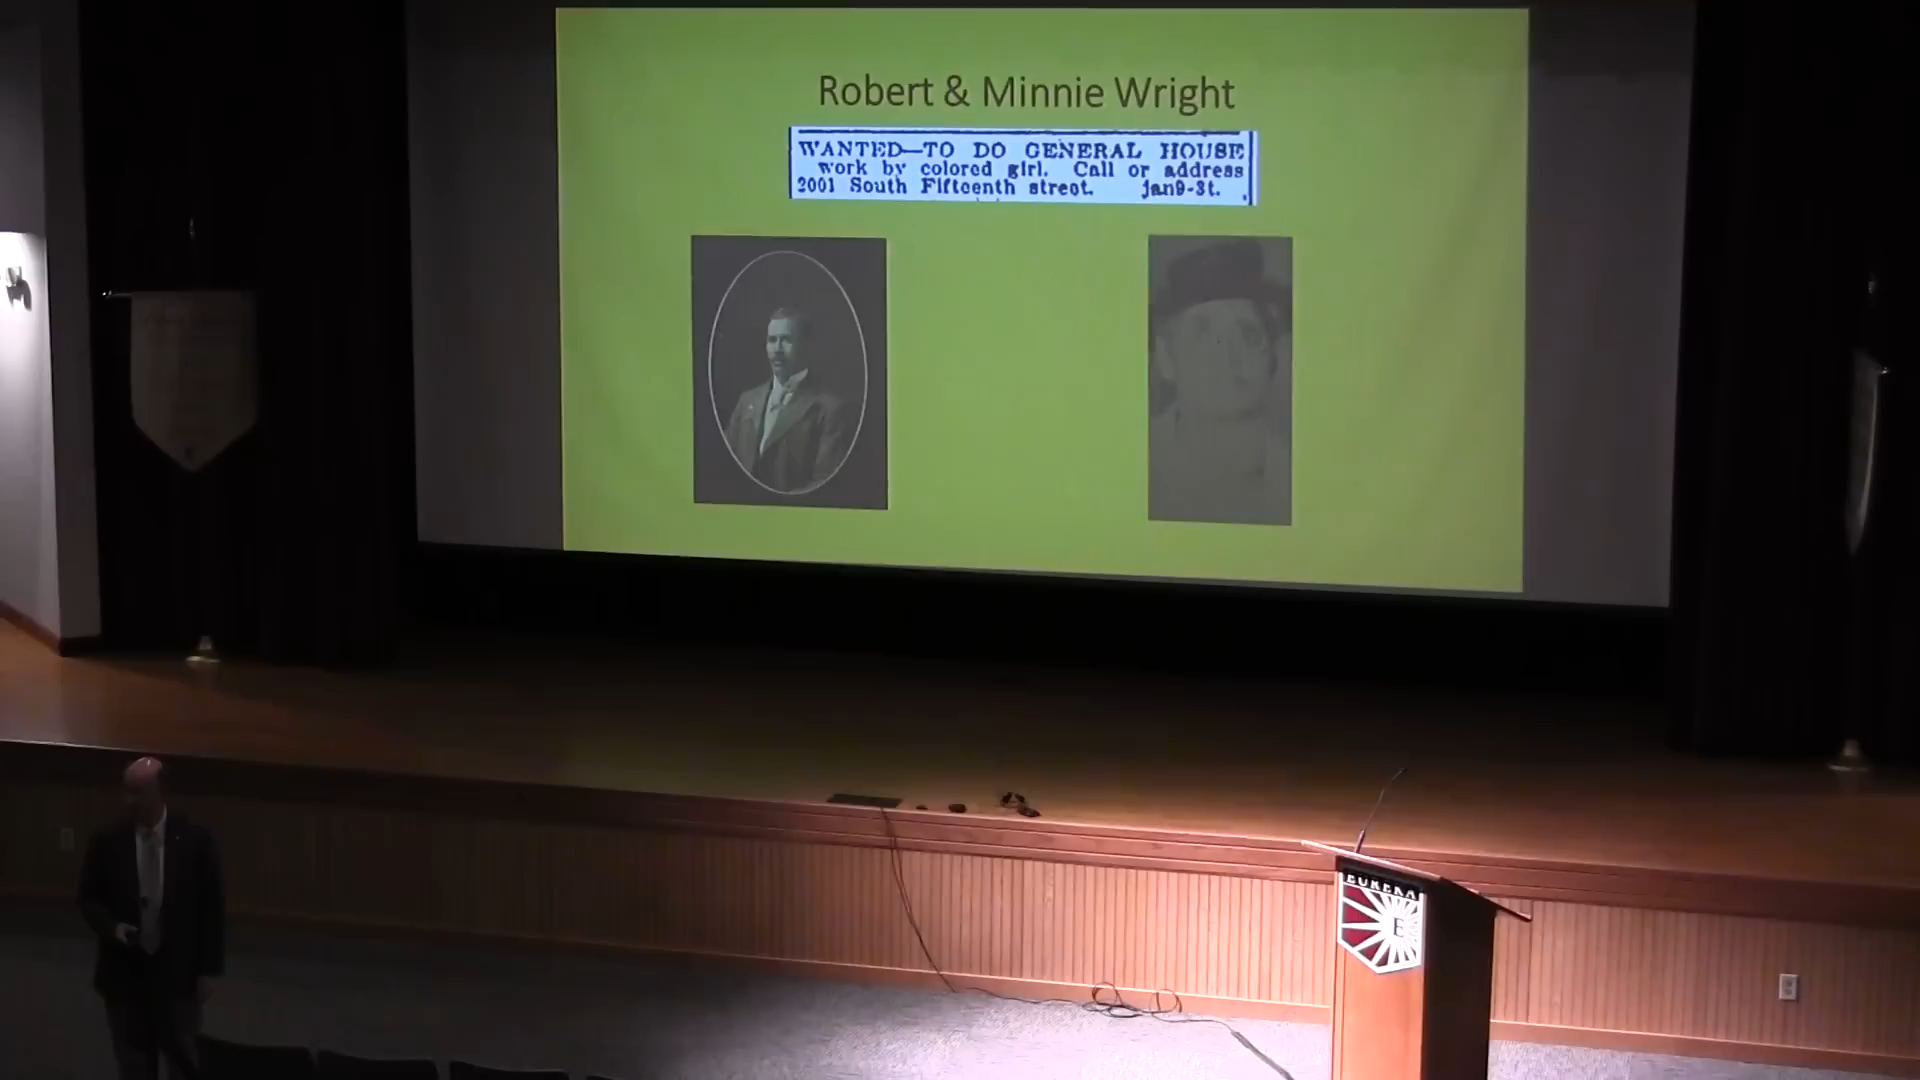 Robert & Minnie Wright
WANTED—TO DO GENERAL HOUSE
work by colored girl. Call or address
2001 South Fifteenth street. jan9-3t.
EUREKA
E